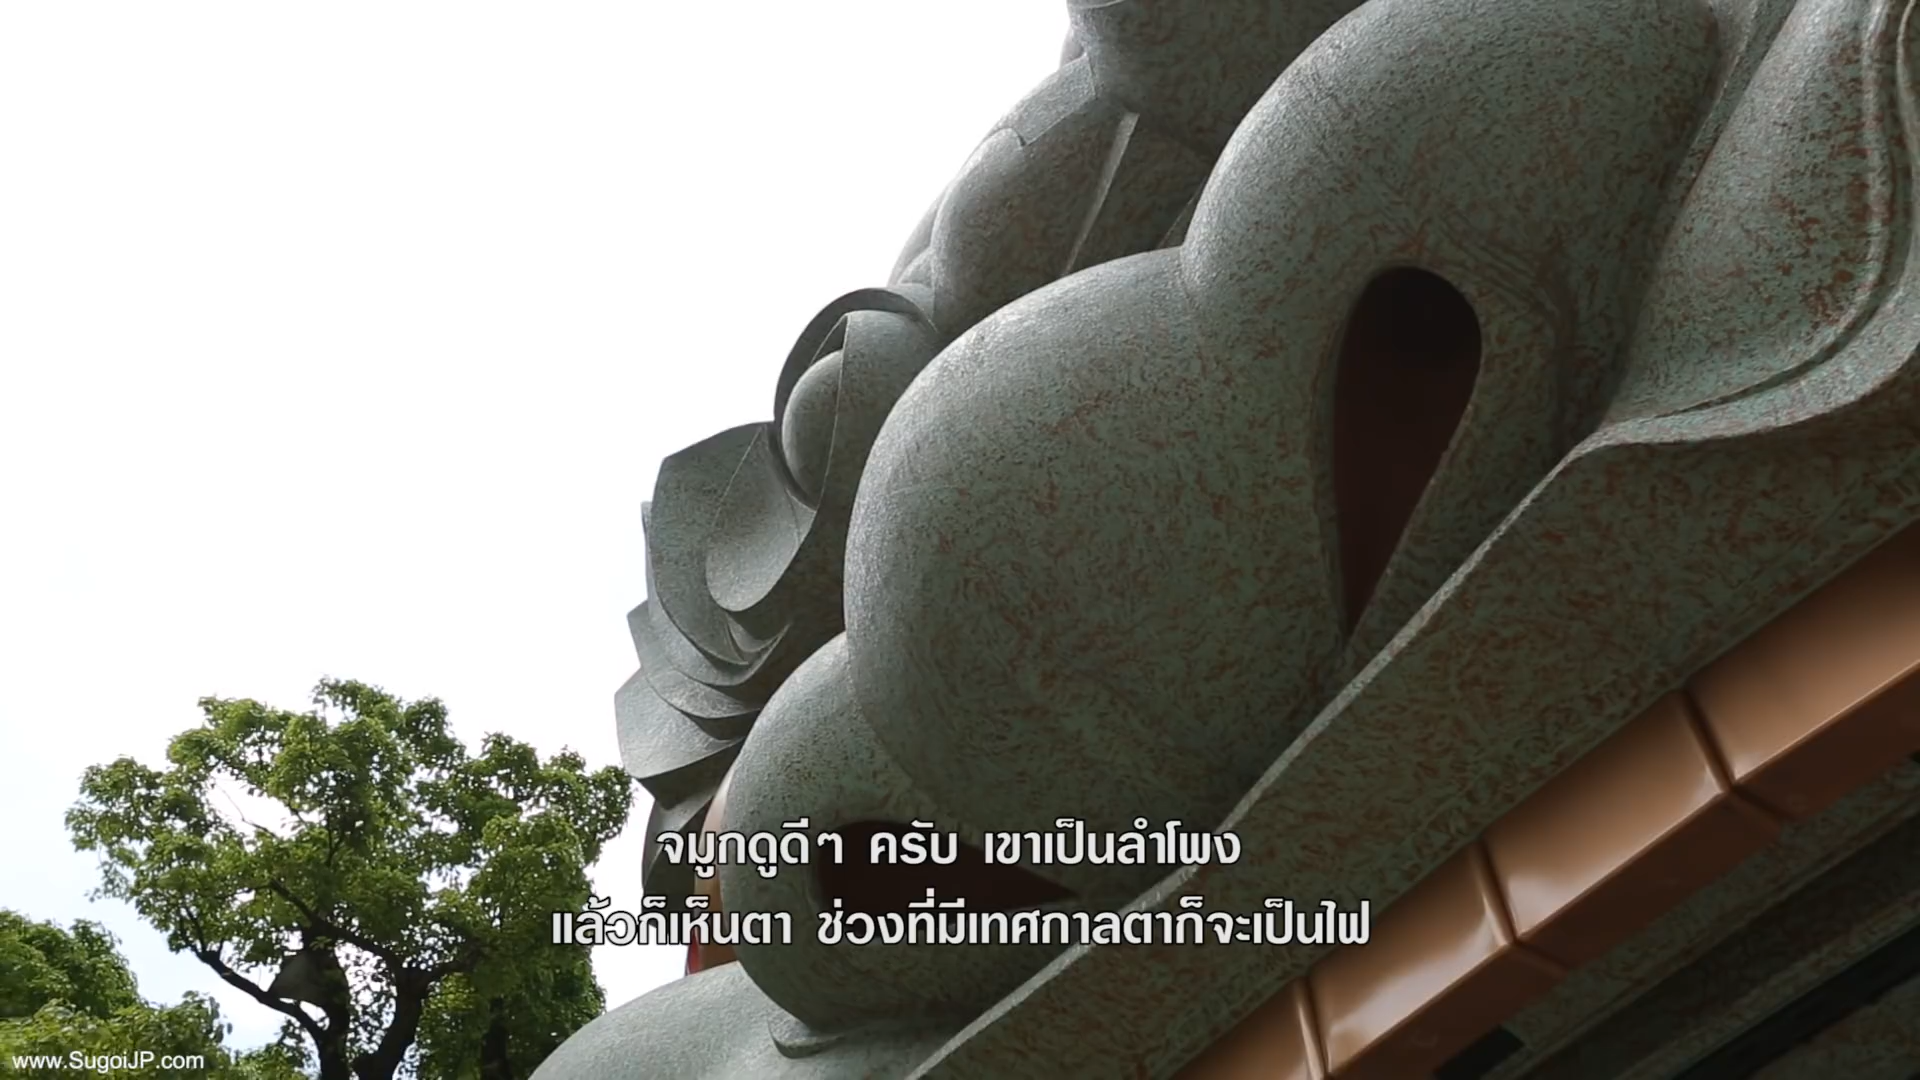 จมูกดูดีๆ ครับ เขาเป็นลำโพง
แล้วก็เห็นตา ช่วงที่มีเทศกาลตาก็จะเป็นไฟ
www.SugoiJP.com